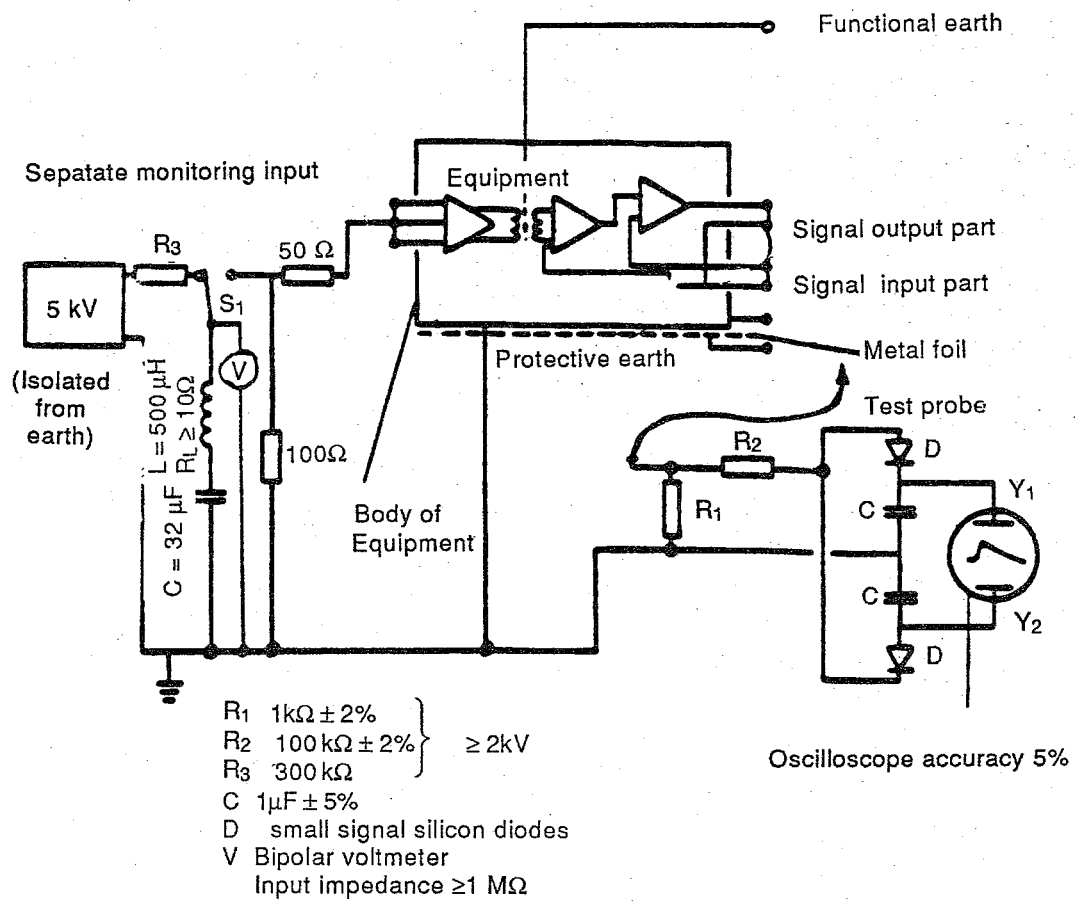 Functional earth
Sepatate monitoring input
Equipment
R3
50 Ω
Signal output part
5 kV
S1
Signal input part
V
Protective earth
Metal foil
(Isolated
from
earth)
L = 500 µH
RL ≥ 10Ω
C = 32 µF
100Ω
Test probe
R2
D
Body of
Equipment
R1
C
Y1
C
Y2
D
R1 1kΩ ± 2%
R2 100 kΩ ± 2% ≥ 2kV
R3 300 kΩ
C 1µF ± 5%
D small signal silicon diodes
V Bipolar voltmeter
Input impedance ≥1 MΩ
Oscilloscope accuracy 5%